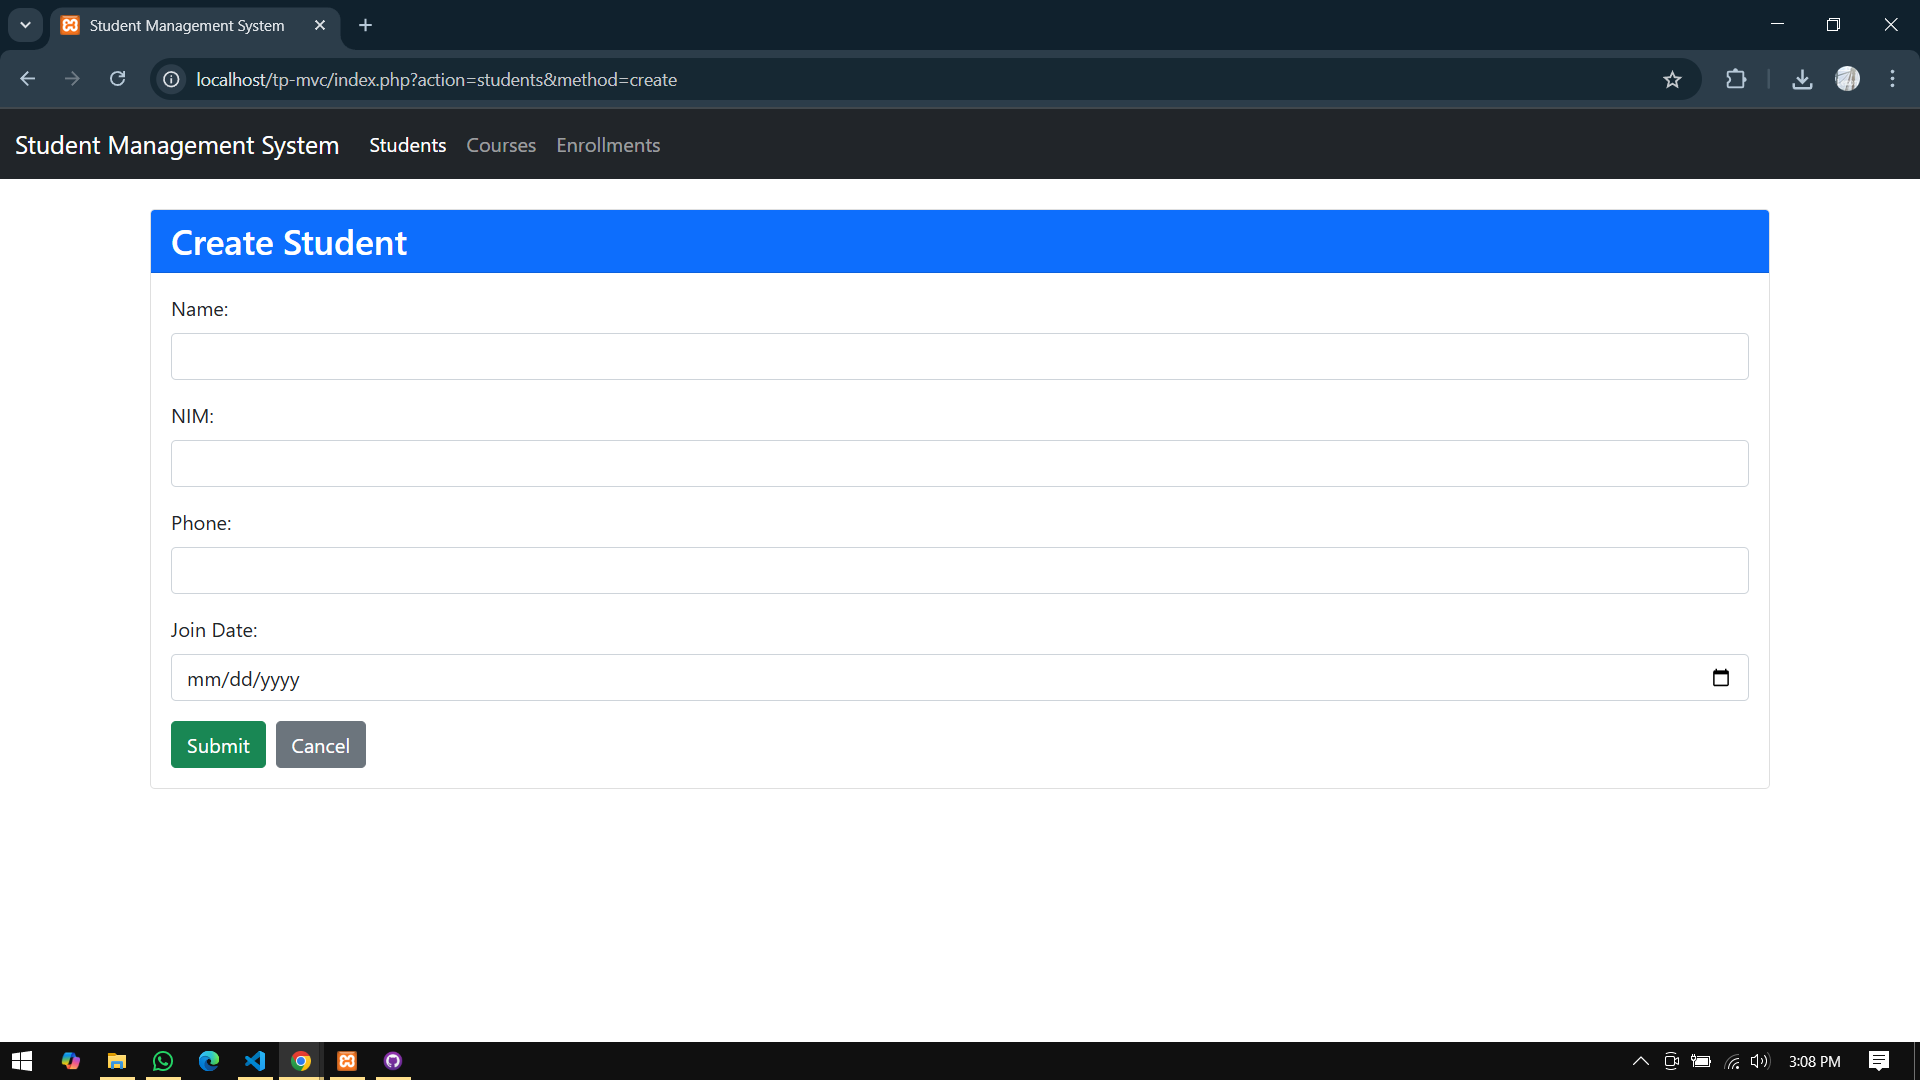 Student Management System
localhost/tp-mvc/index.php?action=students&method=create
Student Management System Students Courses Enrollments
Create Student
Name:
NIM:
Phone:
Join Date:
mm/dd/yyyy
Submit Cancel
3:08 PM